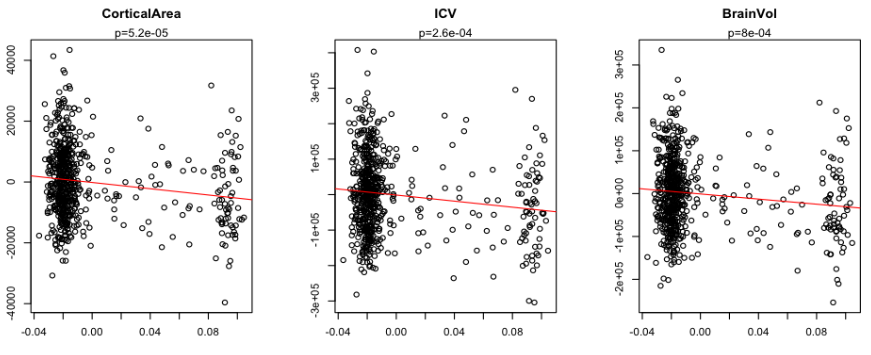 CorticalArea
p=5.2e-05
40000
20000
0
-20000
-40000
-0.04 0.00 0.04 0.08
ICV
p=2.6e-04
3e+05
1e+05
-1e+05
-3e+05
-0.04 0.00 0.04 0.08
BrainVol
p=8e-04
3e+05
2e+05
1e+05
0e+00
-1e+05
-2e+05
-0.04 0.00 0.04 0.08